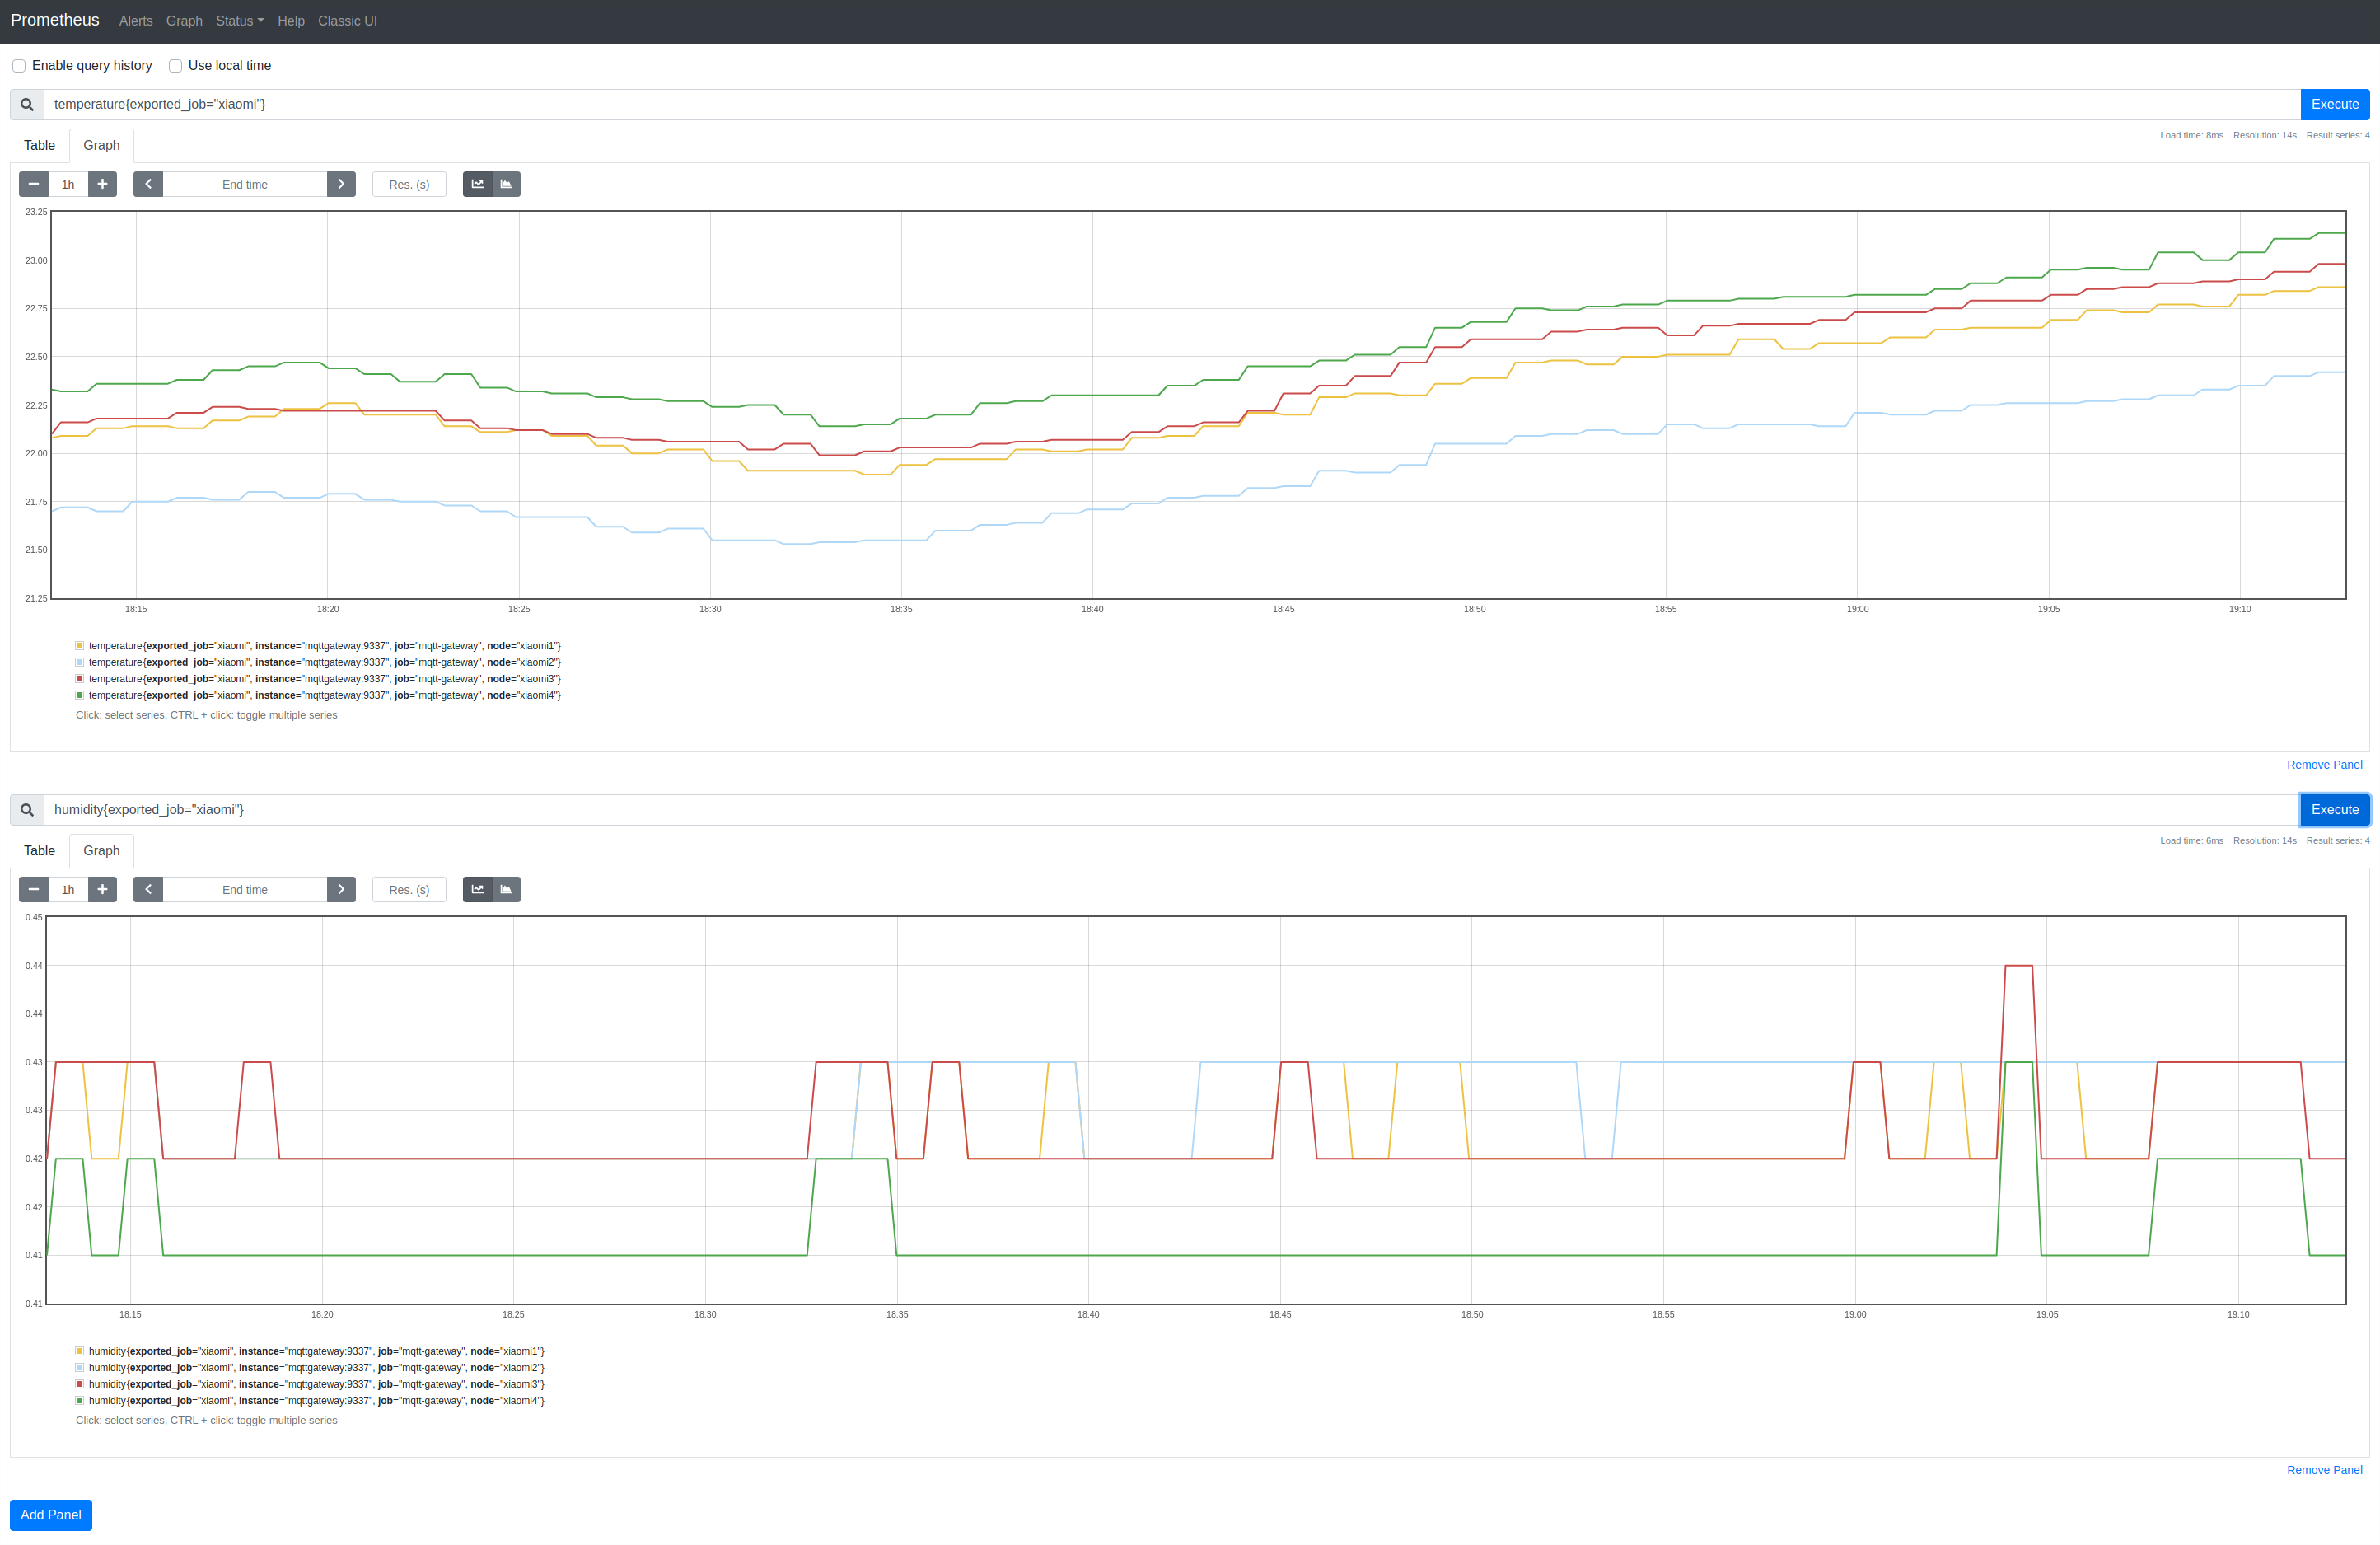 Prometheus Alerts Graph Status Help Classic UI
Enable query history Use local time
temperature{exported_job="xiaomi"} Execute
Table Graph Load time: 8ms Resolution: 14s Result series: 4
1h End time Res. (s)
23.25
23.00
22.75
22.50
22.25
22.00
21.75
21.50
21.25
18:15 18:20 18:25 18:30 18:35 18:40 18:45 18:50 18:55 19:00 19:05 19:10
temperature{exported_job="xiaomi", instance="mqttgateway:9337", job="mqtt-gateway", node="xiaomi1"}
temperature{exported_job="xiaomi", instance="mqttgateway:9337", job="mqtt-gateway", node="xiaomi2"}
temperature{exported_job="xiaomi", instance="mqttgateway:9337", job="mqtt-gateway", node="xiaomi3"}
temperature{exported_job="xiaomi", instance="mqttgateway:9337", job="mqtt-gateway", node="xiaomi4"}
Click: select series, CTRL + click: toggle multiple series
Remove Panel
humidity{exported_job="xiaomi"} Execute
Table Graph Load time: 6ms Resolution: 14s Result series: 4
1h End time Res. (s)
0.45
0.44
0.44
0.43
0.43
0.42
0.42
0.41
0.41
18:15 18:20 18:25 18:30 18:35 18:40 18:45 18:50 18:55 19:00 19:05 19:10
humidity{exported_job="xiaomi", instance="mqttgateway:9337", job="mqtt-gateway", node="xiaomi1"}
humidity{exported_job="xiaomi", instance="mqttgateway:9337", job="mqtt-gateway", node="xiaomi2"}
humidity{exported_job="xiaomi", instance="mqttgateway:9337", job="mqtt-gateway", node="xiaomi3"}
humidity{exported_job="xiaomi", instance="mqttgateway:9337", job="mqtt-gateway", node="xiaomi4"}
Click: select series, CTRL + click: toggle multiple series
Remove Panel
Add Panel